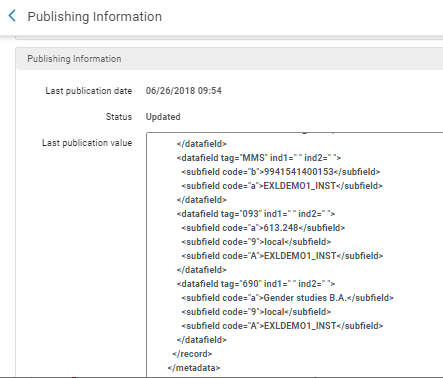 Publishing Information
Publishing Information
Last publication date 06/26/2018 09:54
Status Updated
Last publication value
</datafield>
<datafield tag="MMS" ind1=" " ind2=" ">
<subfield code="b">9941541400153</subfield>
<subfield code="a">EXLDEMO1_INST</subfield>
</datafield>
<datafield tag="093" ind1=" " ind2=" ">
<subfield code="a">613.248</subfield>
<subfield code="9">local</subfield>
<subfield code="A">EXLDEMO1_INST</subfield>
</datafield>
<datafield tag="690" ind1=" " ind2=" ">
<subfield code="a">Gender studies B.A.</subfield>
<subfield code="9">local</subfield>
<subfield code="A">EXLDEMO1_INST</subfield>
</datafield>
</record>
</metadata>